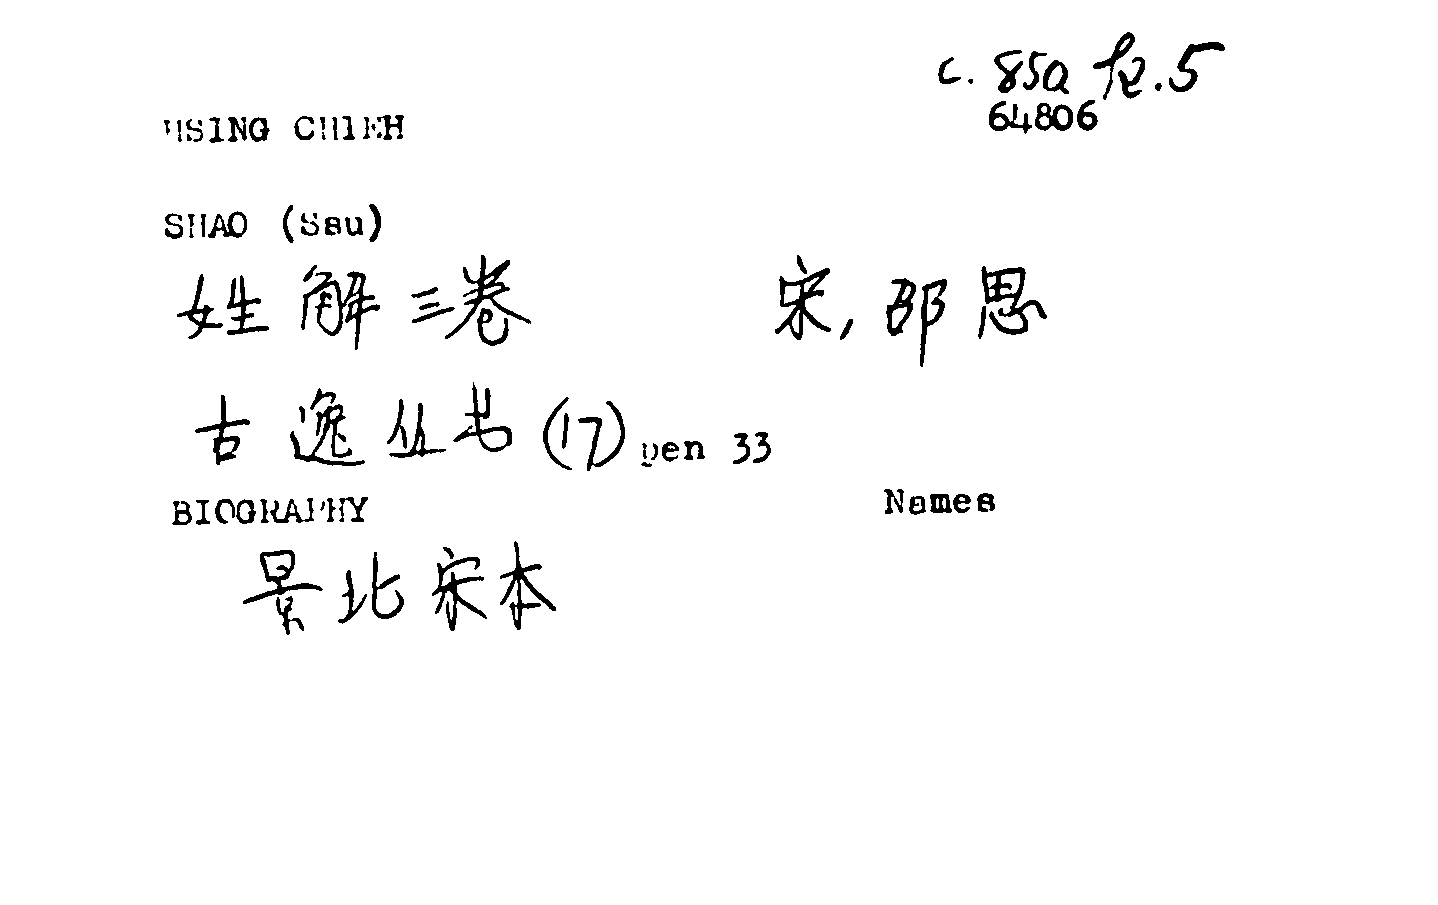 c. 85a k.5
64806
HSING CHIEH
SHAO (Ssu)
姓解三卷 宋, 邵思
古逸丛书 (17) pen 33
BIOGRAPHY Names
景北宋本